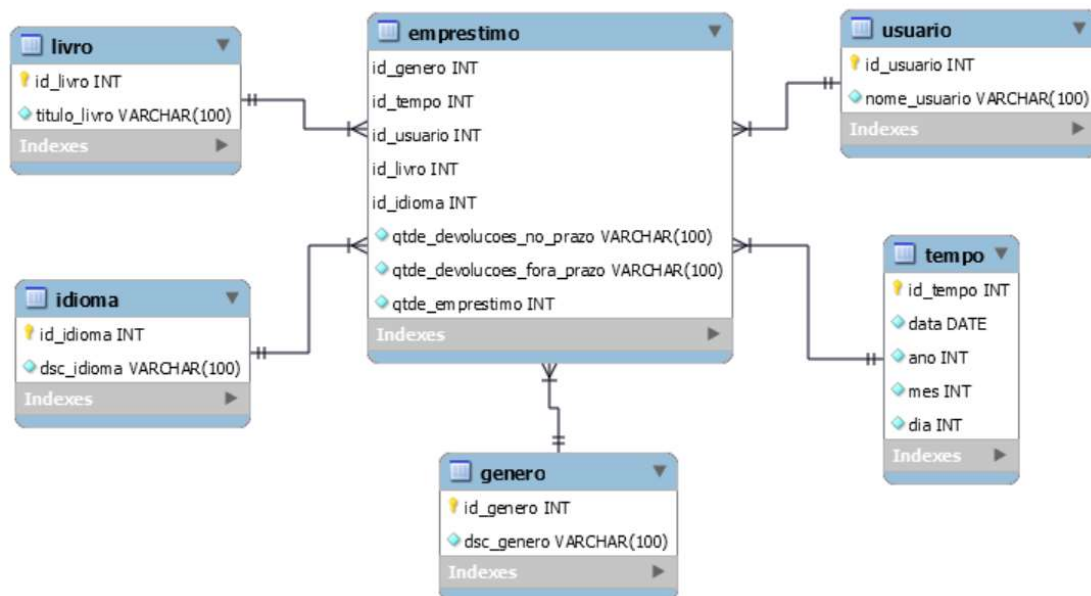 livro
id_livro INT
titulo_livro VARCHAR(100)
Indexes
emprestimo
id_genero INT
id_tempo INT
id_usuario INT
id_livro INT
id_idioma INT
qtde_devolucoes_no_prazo VARCHAR(100)
qtde_devolucoes_fora_prazo VARCHAR(100)
qtde_emprestimo INT
Indexes
usuario
id_usuario INT
nome_usuario VARCHAR(100)
Indexes
idioma
id_idioma INT
dsc_idioma VARCHAR(100)
Indexes
tempo
id_tempo INT
data DATE
ano INT
mes INT
dia INT
Indexes
genero
id_genero INT
dsc_genero VARCHAR(100)
Indexes